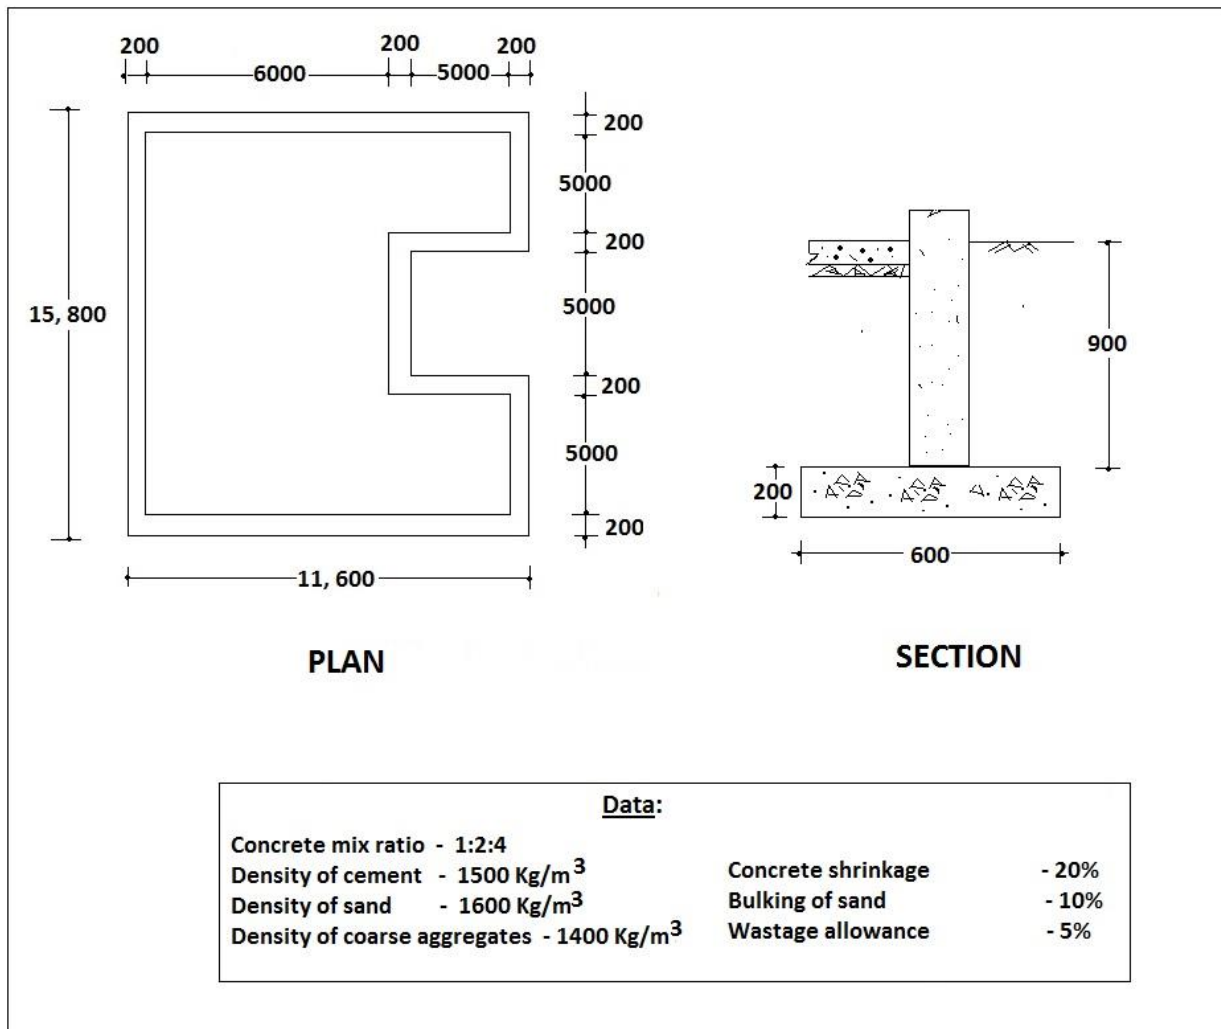 200 200 200
6000 5000
200
5000
200
15, 800
5000
200
5000
200
11, 600
900
200
600
PLAN
SECTION
Data:
Concrete mix ratio - 1:2:4
Density of cement - 1500 Kg/m³
Density of sand - 1600 Kg/m³
Density of coarse aggregates - 1400 Kg/m³
Concrete shrinkage - 20%
Bulking of sand - 10%
Wastage allowance - 5%